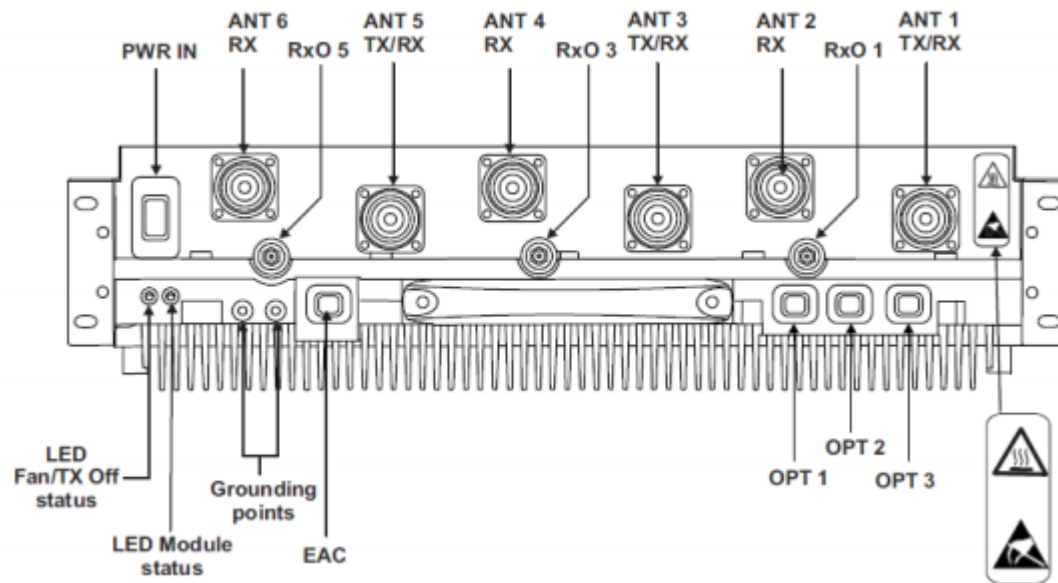 PWR IN
ANT 6
RX
RxO 5
ANT 5
TX/RX
ANT 4
RX
RxO 3
ANT 3
TX/RX
ANT 2
RX
RxO 1
ANT 1
TX/RX
LED
Fan/TX Off
status
LED Module
status
Grounding
points
EAC
OPT 1
OPT 2
OPT 3